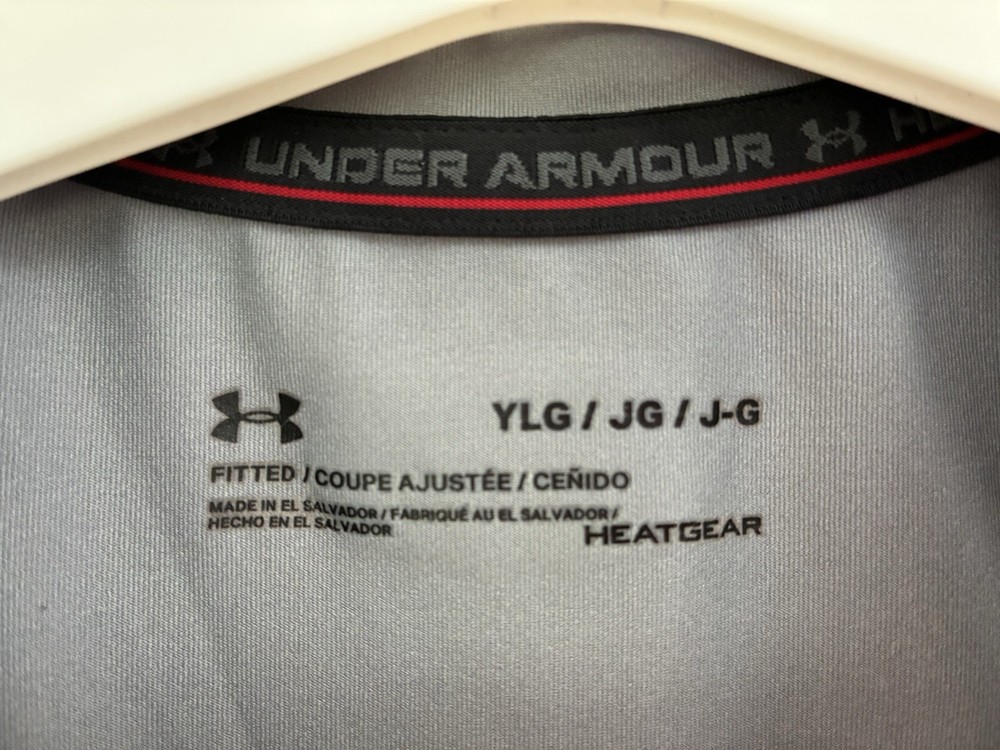 UNDER ARMOUR
YLG / JG / J-G
FITTED / COUPE AJUSTÉE / CEÑIDO
MADE IN EL SALVADOR / FABRIQUÉ AU EL SALVADOR /
HECHO EN EL SALVADOR
HEATGEAR